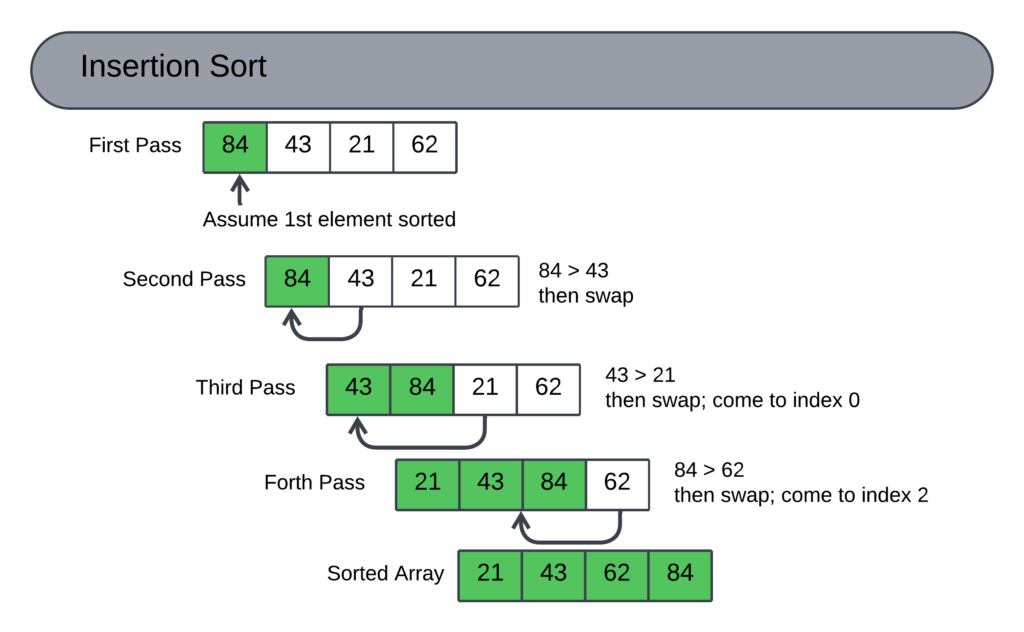 Insertion Sort
First Pass
84 43 21 62
Assume 1st element sorted
Second Pass
84 43 21 62
84 > 43
then swap
Third Pass
43 84 21 62
43 > 21
then swap; come to index 0
Forth Pass
21 43 84 62
84 > 62
then swap; come to index 2
Sorted Array
21 43 62 84